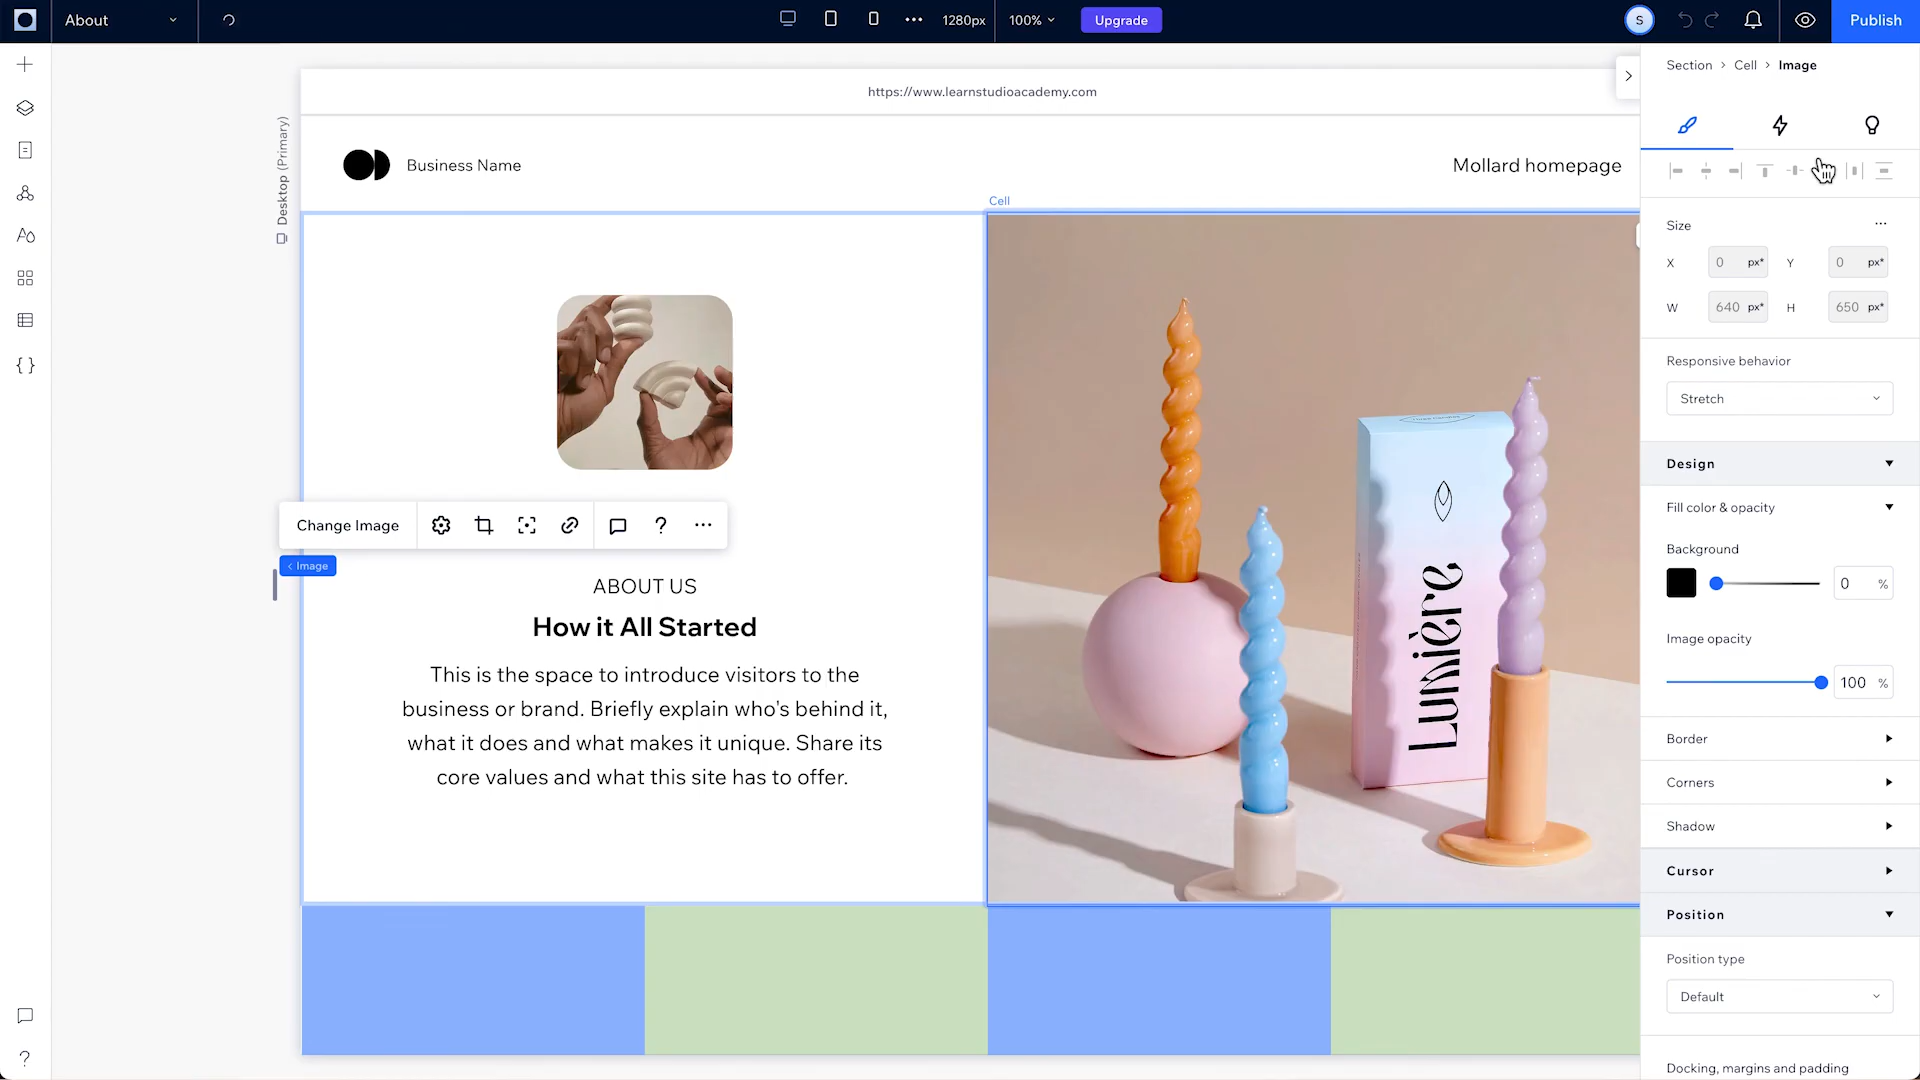 About
1280px
100%
Upgrade
S
Publish
Section > Cell > Image
https://www.learnstudioacademy.com
Desktop (Primary)
Business Name
Mollard homepage
Cell
Size
X 0 px* Y 0 px*
W 640 px* H 650 px*
Responsive behavior
Stretch
Design
Fill color & opacity
Background
0 %
Image opacity
100 %
Border
Corners
Shadow
Cursor
Position
Position type
Default
Docking, margins and padding
Change Image
< Image
ABOUT US
How it All Started
This is the space to introduce visitors to the
business or brand. Briefly explain who's behind it,
what it does and what makes it unique. Share its
core values and what this site has to offer.
Lumière